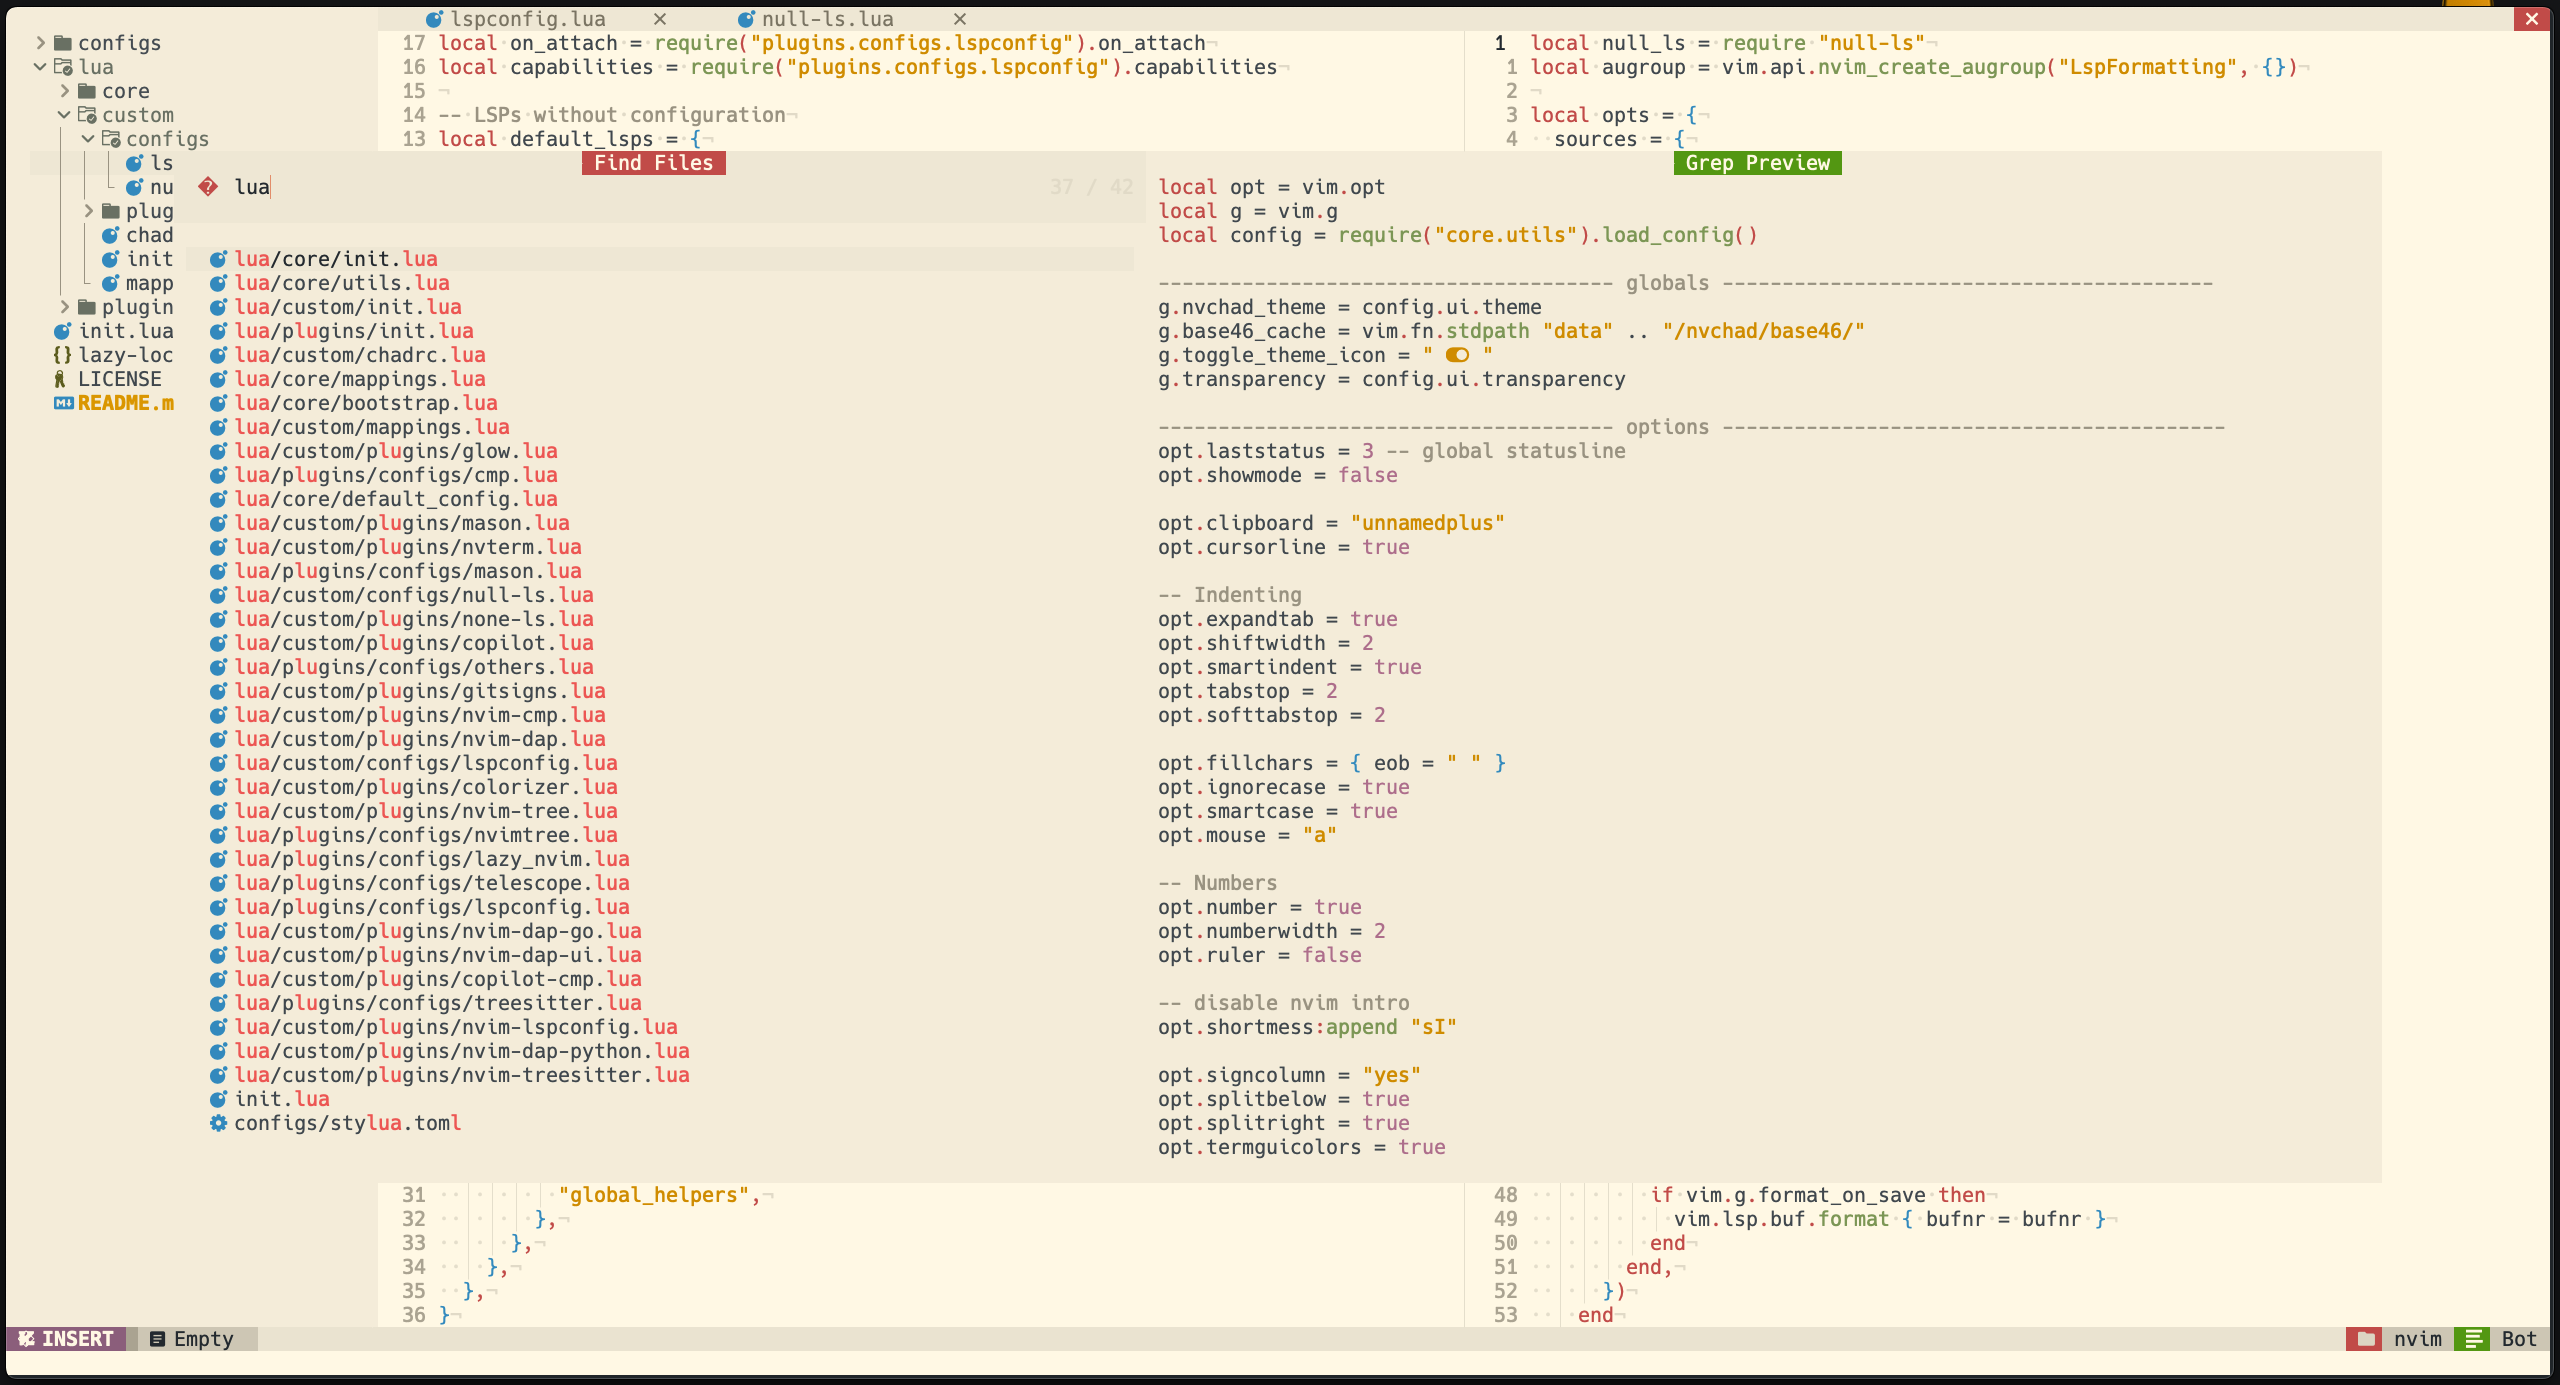 lspconfig.lua × null-ls.lua ×
configs
lua
core
custom
configs
ls
nu
plug
chad
init
mapp
plugin
init.lua
lazy-loc
LICENSE
README.m
17 local on_attach = require("plugins.configs.lspconfig").on_attach¬
16 local capabilities = require("plugins.configs.lspconfig").capabilities¬
15 ¬
14 -- LSPs without configuration¬
13 local default_lsps = {¬
1 local null_ls = require "null-ls"¬
1 local augroup = vim.api.nvim_create_augroup("LspFormatting", {})¬
2 ¬
3 local opts = {¬
4 sources = {¬
Find Files
lua 37 / 42
lua/core/init.lua
lua/core/utils.lua
lua/custom/init.lua
lua/plugins/init.lua
lua/custom/chadrc.lua
lua/core/mappings.lua
lua/core/bootstrap.lua
lua/custom/mappings.lua
lua/custom/plugins/glow.lua
lua/plugins/configs/cmp.lua
lua/core/default_config.lua
lua/custom/plugins/mason.lua
lua/custom/plugins/nvterm.lua
lua/plugins/configs/mason.lua
lua/custom/configs/null-ls.lua
lua/custom/plugins/none-ls.lua
lua/custom/plugins/copilot.lua
lua/plugins/configs/others.lua
lua/custom/plugins/gitsigns.lua
lua/custom/plugins/nvim-cmp.lua
lua/custom/plugins/nvim-dap.lua
lua/custom/configs/lspconfig.lua
lua/custom/plugins/colorizer.lua
lua/custom/plugins/nvim-tree.lua
lua/plugins/configs/nvimtree.lua
lua/plugins/configs/lazy_nvim.lua
lua/plugins/configs/telescope.lua
lua/plugins/configs/lspconfig.lua
lua/custom/plugins/nvim-dap-go.lua
lua/custom/plugins/nvim-dap-ui.lua
lua/custom/plugins/copilot-cmp.lua
lua/plugins/configs/treesitter.lua
lua/custom/plugins/nvim-lspconfig.lua
lua/custom/plugins/nvim-dap-python.lua
lua/custom/plugins/nvim-treesitter.lua
init.lua
configs/stylua.toml
Grep Preview
local opt = vim.opt
local g = vim.g
local config = require("core.utils").load_config()
-------------------------------------- globals -----------------------------------------
g.nvchad_theme = config.ui.theme
g.base46_cache = vim.fn.stdpath "data" .. "/nvchad/base46/"
g.toggle_theme_icon = " "
g.transparency = config.ui.transparency
-------------------------------------- options ------------------------------------------
opt.laststatus = 3 -- global statusline
opt.showmode = false
opt.clipboard = "unnamedplus"
opt.cursorline = true
-- Indenting
opt.expandtab = true
opt.shiftwidth = 2
opt.smartindent = true
opt.tabstop = 2
opt.softtabstop = 2
opt.fillchars = { eob = " " }
opt.ignorecase = true
opt.smartcase = true
opt.mouse = "a"
-- Numbers
opt.number = true
opt.numberwidth = 2
opt.ruler = false
-- disable nvim intro
opt.shortmess:append "sI"
opt.signcolumn = "yes"
opt.splitbelow = true
opt.splitright = true
opt.termguicolors = true
31 "global_helpers",¬
32 },¬
33 },¬
34 },¬
35 },¬
36 }¬
48 if vim.g.format_on_save then¬
49 vim.lsp.buf.format { bufnr = bufnr }¬
50 end¬
51 end,¬
52 })¬
53 end¬
INSERT Empty nvim Bot